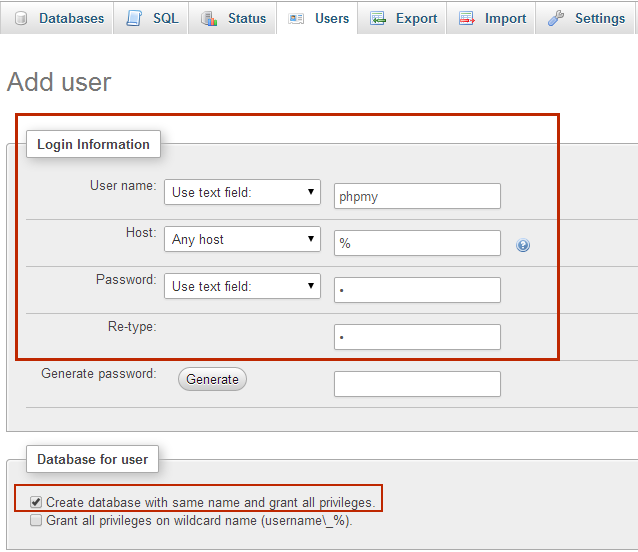 Databases SQL Status Users Export Import Settings
Add user
Login Information
User name: Use text field: phpmy
Host: Any host %
Password: Use text field: •
Re-type: •
Generate password: Generate
Database for user
Create database with same name and grant all privileges.
Grant all privileges on wildcard name (username\_%).